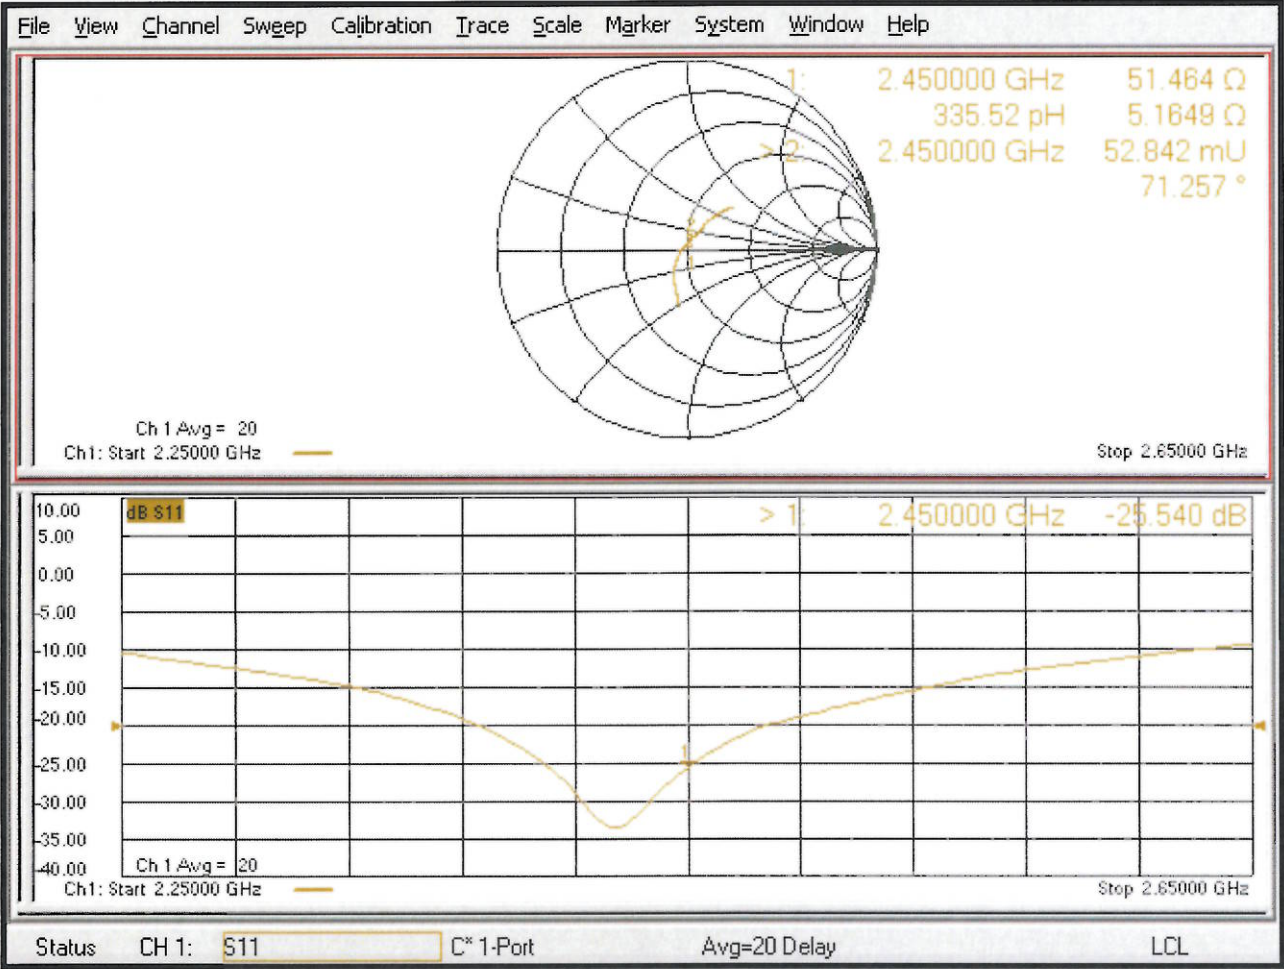 File View Channel Sweep Calibration Trace Scale Marker System Window Help
1: 2.450000 GHz 51.464 Ω
335.52 pH 5.1649 Ω
> 2: 2.450000 GHz 52.842 mU
71.257 °
Ch 1 Avg = 20
Ch1: Start 2.25000 GHz
Stop 2.65000 GHz
10.00
dB S11
> 1: 2.450000 GHz -25.540 dB
5.00
0.00
-5.00
-10.00
-15.00
-20.00
-25.00
1
-30.00
-35.00
-40.00
Ch 1 Avg = 20
Ch1: Start 2.25000 GHz
Stop 2.65000 GHz
Status CH 1: S11 C* 1-Port Avg=20 Delay LCL